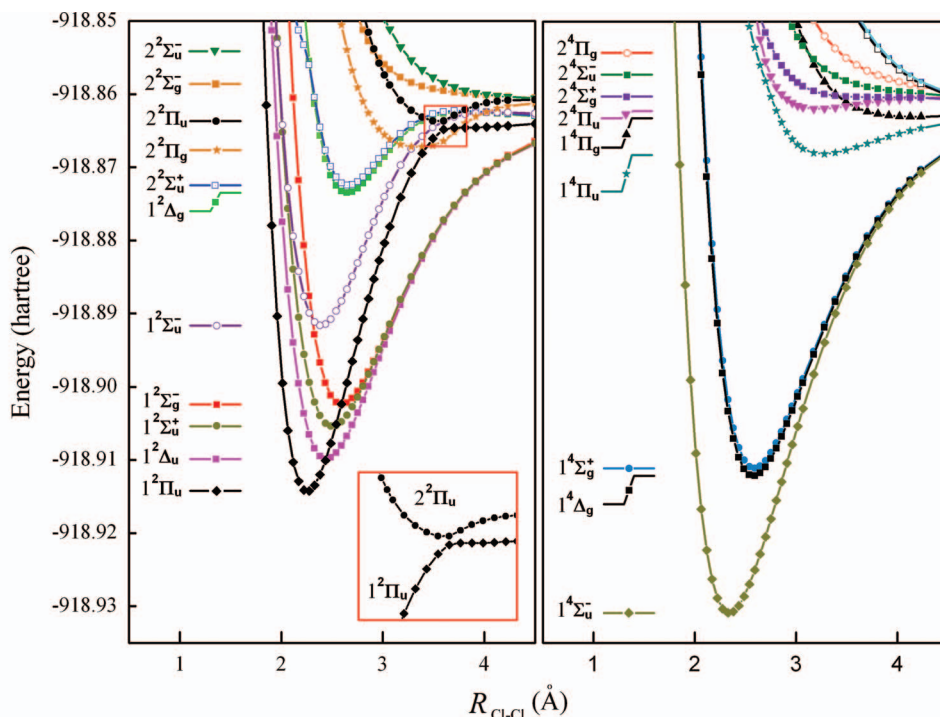 -918.85
-918.86
-918.87
-918.88
-918.89
-918.90
-918.91
-918.92
-918.93
Energy (hartree)
2²Σu⁻
2²Σg⁻
2²Πu
2²Πg
2²Σu⁺
1²Δg
1²Σu⁻
1²Σg⁻
1²Σu⁺
1²Δu
1²Πu
2²Πu
1²Πu
1 2 3 4
2⁴Πg
2⁴Σu⁻
2⁴Σg⁺
2⁴Πu
1⁴Πg
1⁴Πu
1⁴Σg⁺
1⁴Δg
1⁴Σu⁻
1 2 3 4
R Cl-Cl (Å)